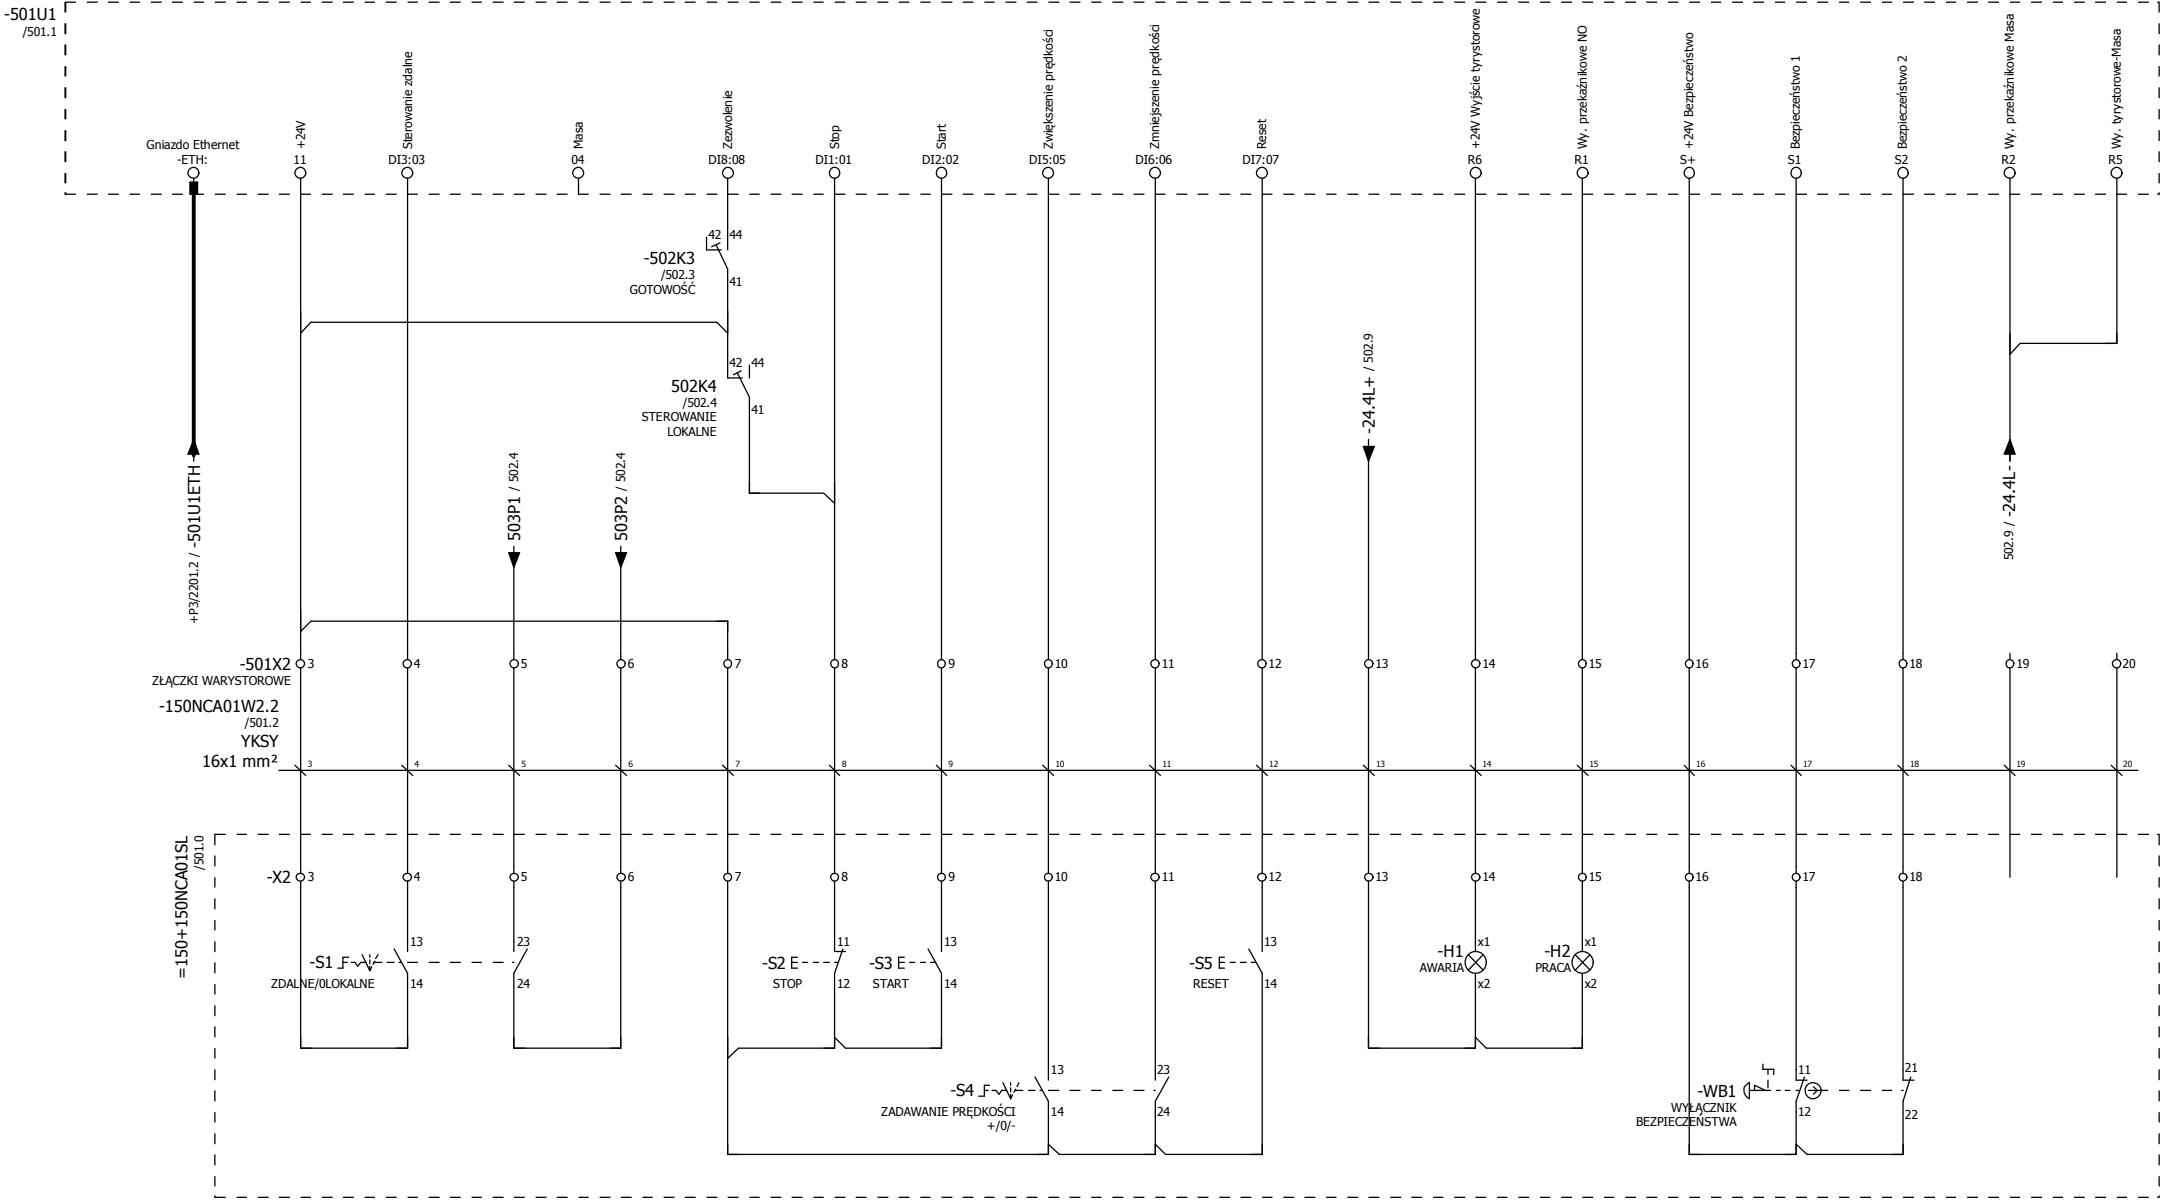 -501U1
/501.1
Gniazdo Ethernet
-ETH:
+24V
11
Sterowanie zdalne
DI3:03
Masa
04
Zezwolenie
DI8:08
Stop
DI1:01
Start
DI2:02
Zwiększenie prędkości
DI5:05
Zmniejszenie prędkości
DI6:06
Reset
DI7:07
+24V Wyjście tyrystorowe
R6
Wy. przekaźnikowe NO
R1
+24V Bezpieczeństwo
S+
Bezpieczeństwo 1
S1
Bezpieczeństwo 2
S2
Wy. przekaźnikowe Masa
R2
Wy. tyrystorowe-Masa
R5
42 44
-502K3
/502.3
GOTOWOŚĆ
41
42 44
502K4
/502.4
STEROWANIE
LOKALNE
41
+P3/2201.2 / -501U1ETH
503P1 / 502.4
503P2 / 502.4
-24.4L+ / 502.9
502.9 / -24.4L-
-501X2
ZŁĄCZKI WARYSTOROWE
3 4 5 6 7 8 9 10 11 12 13 14 15 16 17 18 19 20
-150NCA01W2.2
/501.2
YKSY
16x1 mm²
3 4 5 6 7 8 9 10 11 12 13 14 15 16 17 18 19 20
=150+150NCA01SL
/501.0
-X2
3 4 5 6 7 8 9 10 11 12 13 14 15 16 17 18
-S1
ZDALNE/0LOKALNE
13
14
23
24
-S2 E
STOP
11
12
-S3 E
START
13
14
-S5 E
RESET
13
14
-H1
AWARIA
x1
x2
-H2
PRACA
x1
x2
-S4
ZADAWANIE PRĘDKOŚCI
+/0/-
13
14
23
24
-WB1
WYŁĄCZNIK
BEZPIECZEŃSTWA
11
12
21
22